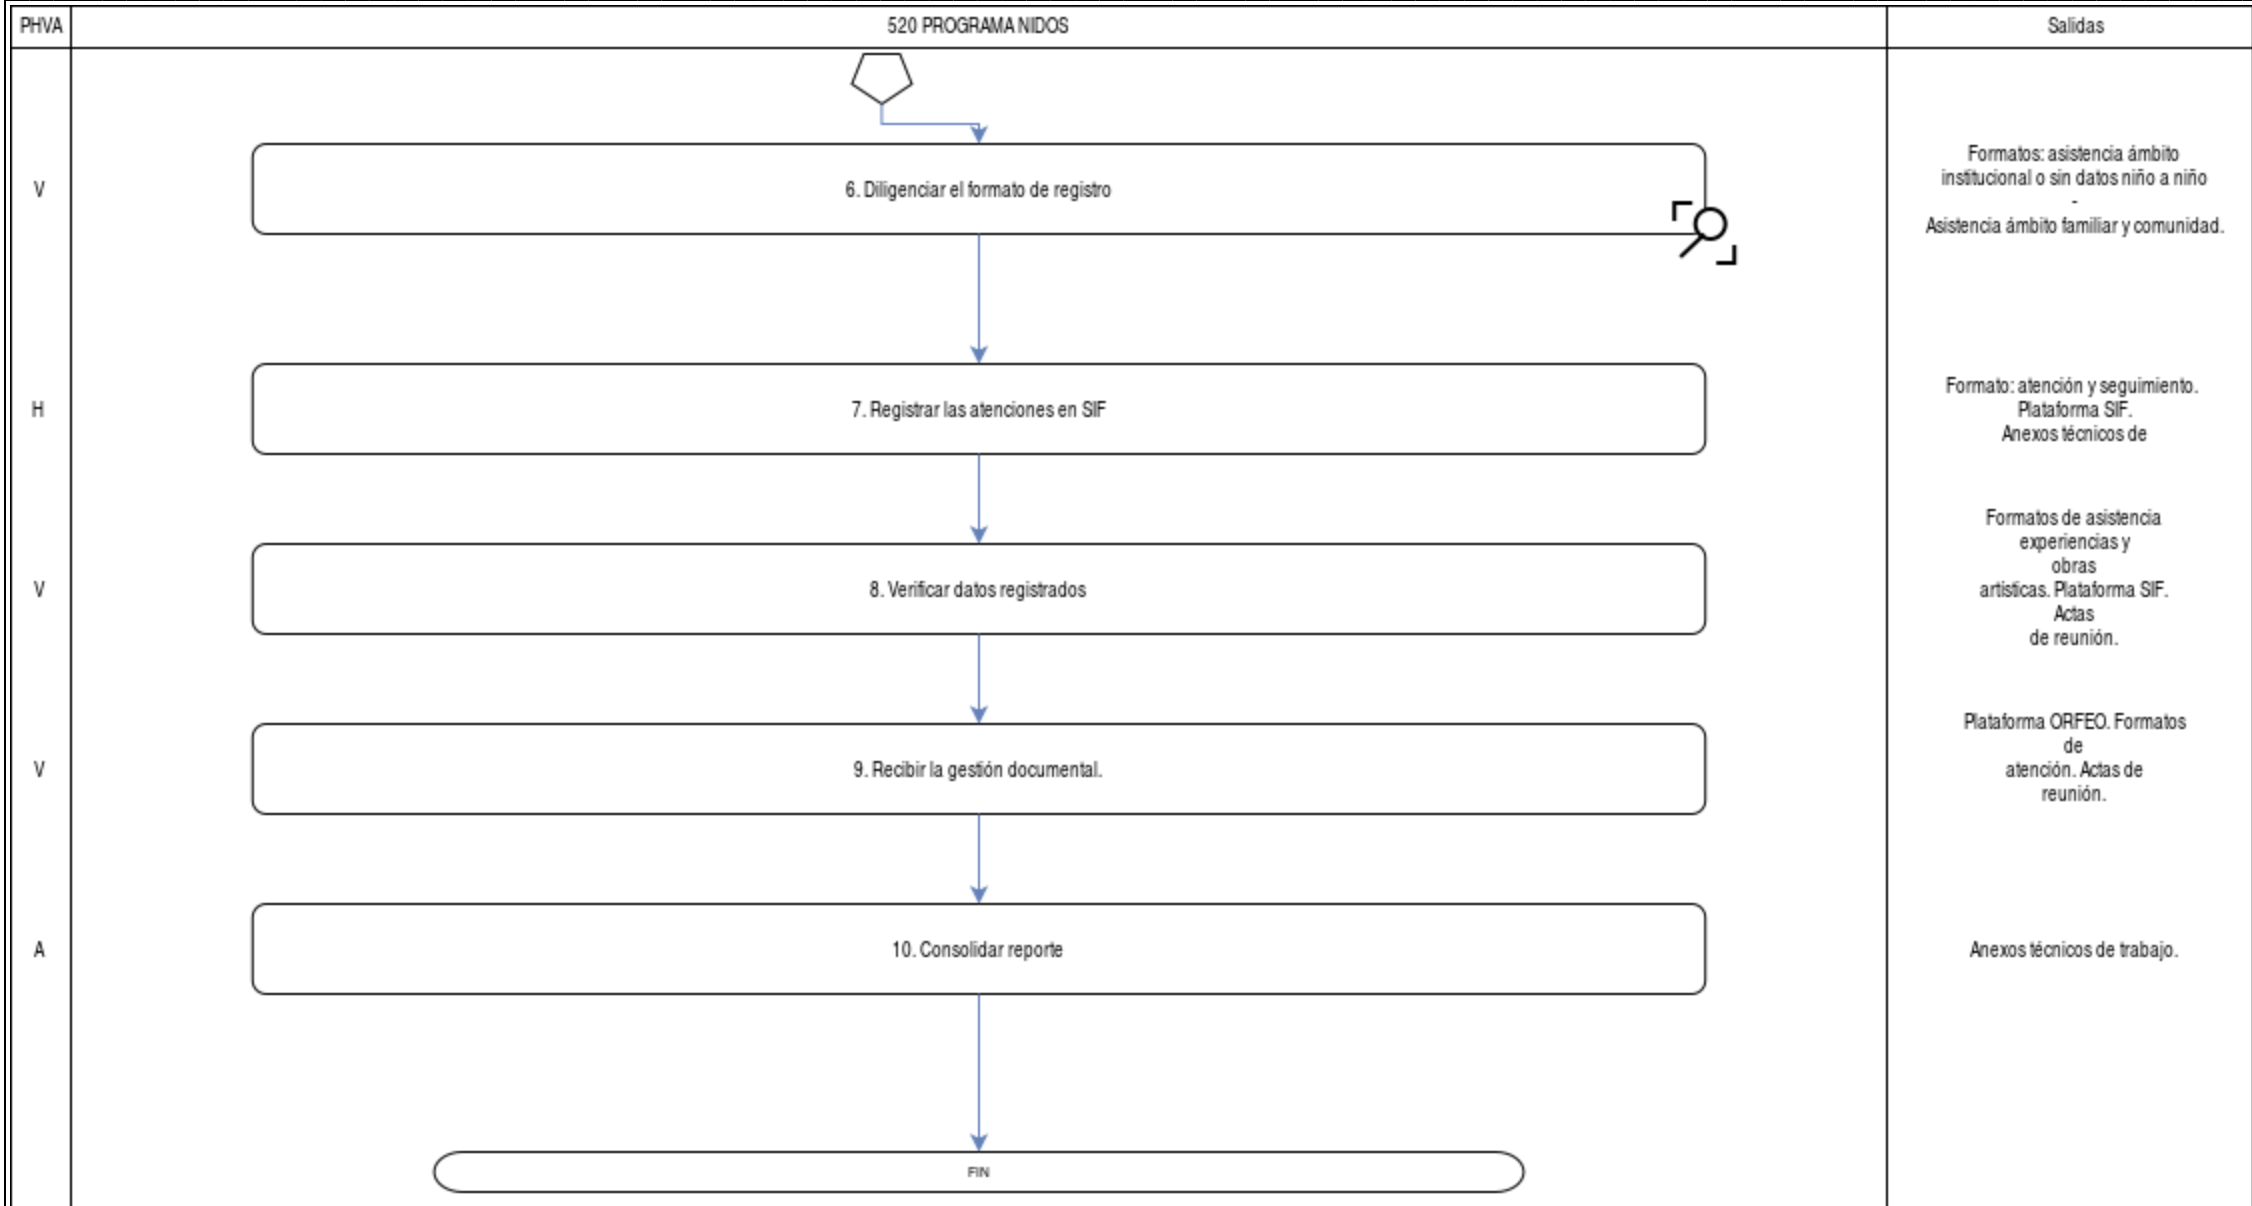 PHVA
520 PROGRAMA NIDOS
Salidas
V
6. Diligenciar el formato de registro
Formatos: asistencia ámbito
institucional o sin datos niño a niño
-
Asistencia ámbito familiar y comunidad.
H
7. Registrar las atenciones en SIF
Formato: atención y seguimiento.
Plataforma SIF.
Anexos técnicos de
V
8. Verificar datos registrados
Formatos de asistencia
experiencias y
obras
artísticas. Plataforma SIF.
Actas
de reunión.
V
9. Recibir la gestión documental.
Plataforma ORFEO. Formatos
de
atención. Actas de
reunión.
A
10. Consolidar reporte
Anexos técnicos de trabajo.
FIN